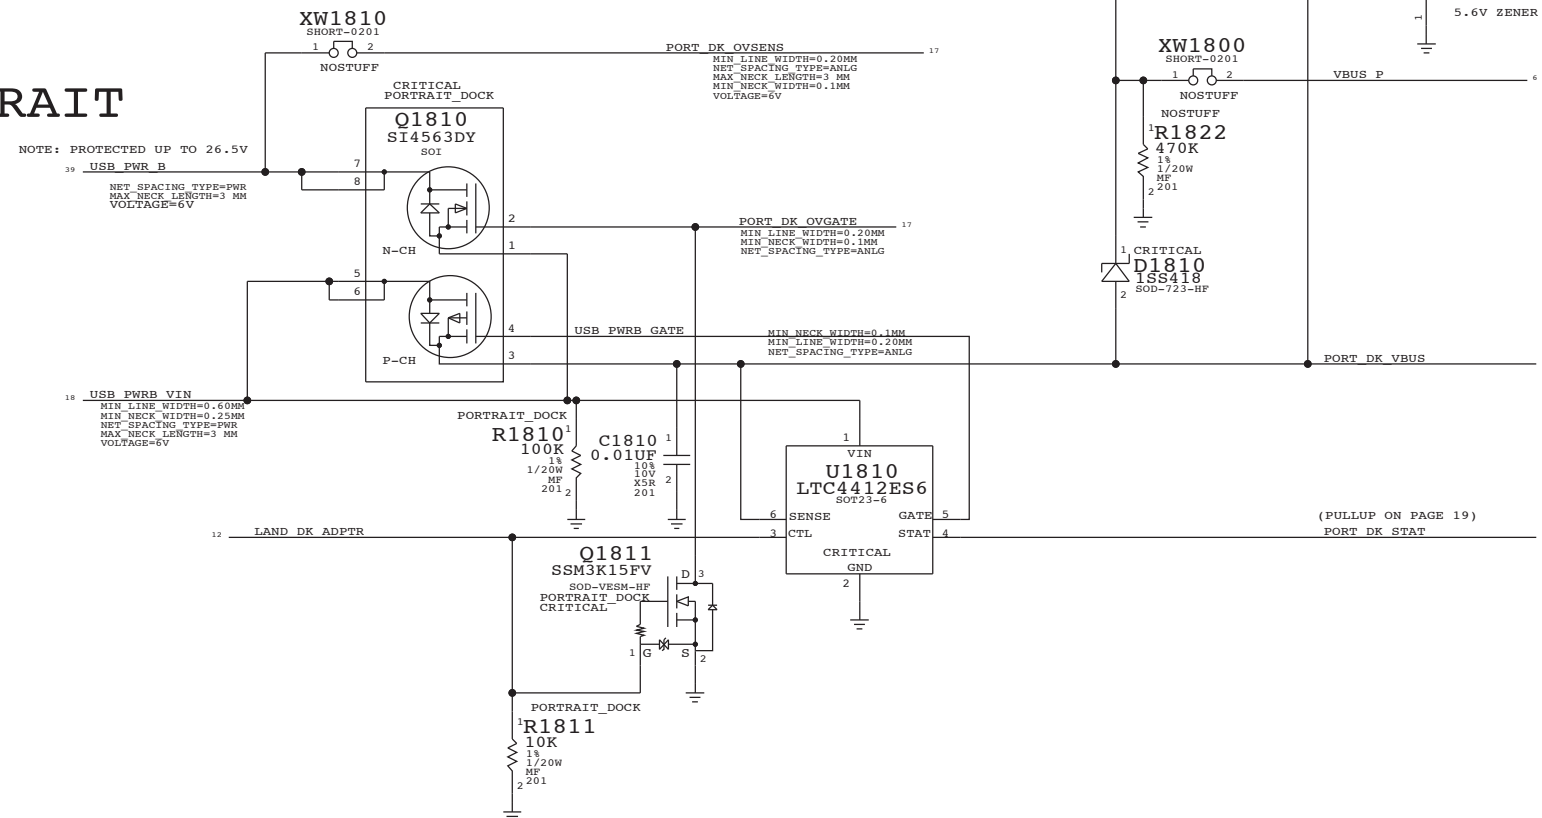 XW1810
SHORT-0201
1 2
NOSTUFF
PORT_DK_OVSENS 17
MIN_LINE_WIDTH=0.20MM
NET_SPACING_TYPE=ANLG
MAX_NECK_LENGTH=3 MM
MIN_NECK_WIDTH=0.1MM
VOLTAGE=6V
1 5.6V ZENER
XW1800
SHORT-0201
1 2
NOSTUFF
VBUS_P 6
RAIT
CRITICAL
PORTRAIT_DOCK
Q1810
SI4563DY
SOI
NOSTUFF
1 R1822
470K
1%
1/20W
MF
2 201
NOTE: PROTECTED UP TO 26.5V
39 USB_PWR_B
NET_SPACING_TYPE=PWR
MAX_NECK_LENGTH=3 MM
VOLTAGE=6V
7
8
N-CH
2
1
PORT_DK_OVGATE 17
MIN_LINE_WIDTH=0.20MM
MIN_NECK_WIDTH=0.1MM
NET_SPACING_TYPE=ANLG
1 CRITICAL
D1810
1SS418
SOD-723-HF
2
5
6
P-CH
4
3
USB_PWRB_GATE
MIN_NECK_WIDTH=0.1MM
MIN_LINE_WIDTH=0.20MM
NET_SPACING_TYPE=ANLG
PORT_DK_VBUS
18 USB_PWRB_VIN
MIN_LINE_WIDTH=0.60MM
MIN_NECK_WIDTH=0.25MM
NET_SPACING_TYPE=PWR
MAX_NECK_LENGTH=3 MM
VOLTAGE=6V
PORTRAIT_DOCK
R1810 1
100K
1%
1/20W
MF
201 2
C1810 1
0.01UF
10%
10V
X5R
201
2
1
VIN
U1810
LTC4412ES6
SOT23-6
6 SENSE GATE 5
3 CTL STAT 4
CRITICAL
GND
2
(PULLUP ON PAGE 19)
PORT_DK_STAT
12 LAND_DK_ADPTR
Q1811
SSM3K15FV
SOD-VESM-HF
PORTRAIT_DOCK
CRITICAL
D 3
1 G S 2
PORTRAIT_DOCK
1 R1811
10K
1%
1/20W
MF
2 201